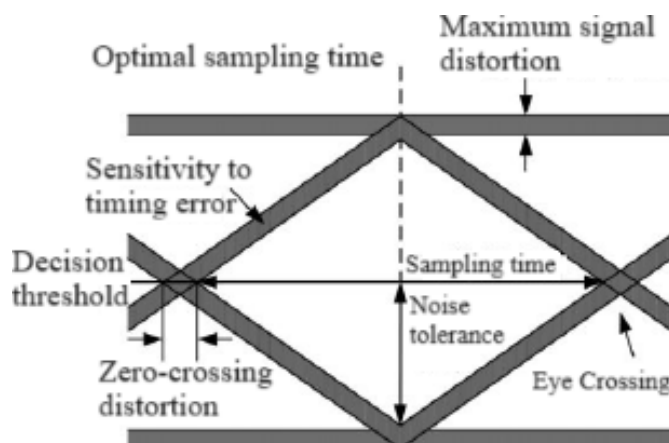 Maximum signal
distortion
Optimal sampling time
Sensitivity to
timing error
Decision
threshold
Sampling time
Noise
tolerance
Zero-crossing
distortion
Eye Crossing